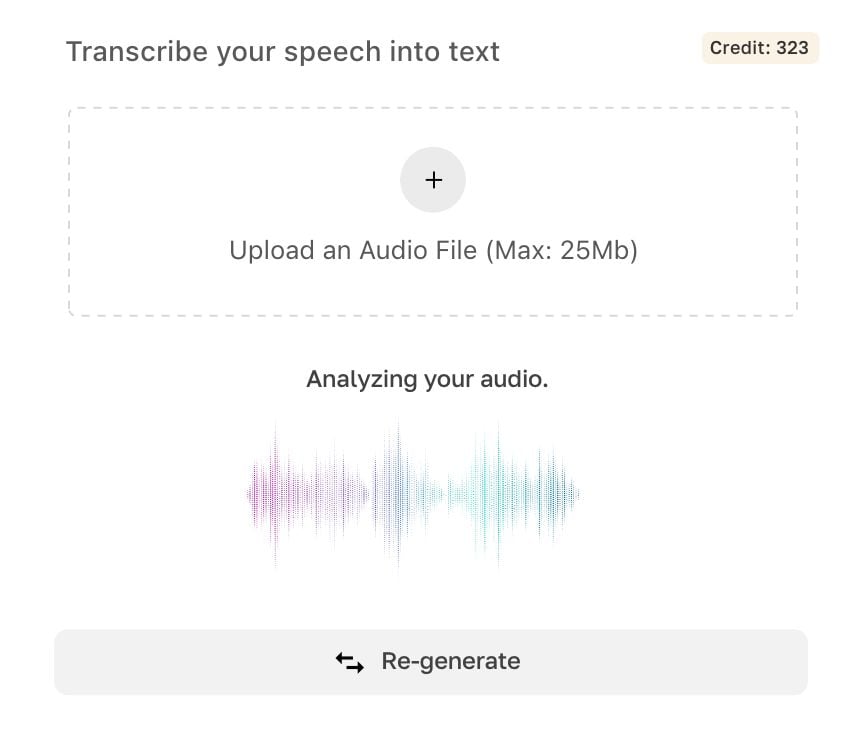 Transcribe your speech into text
Credit: 323
+
Upload an Audio File (Max: 25Mb)
Analyzing your audio.
Re-generate